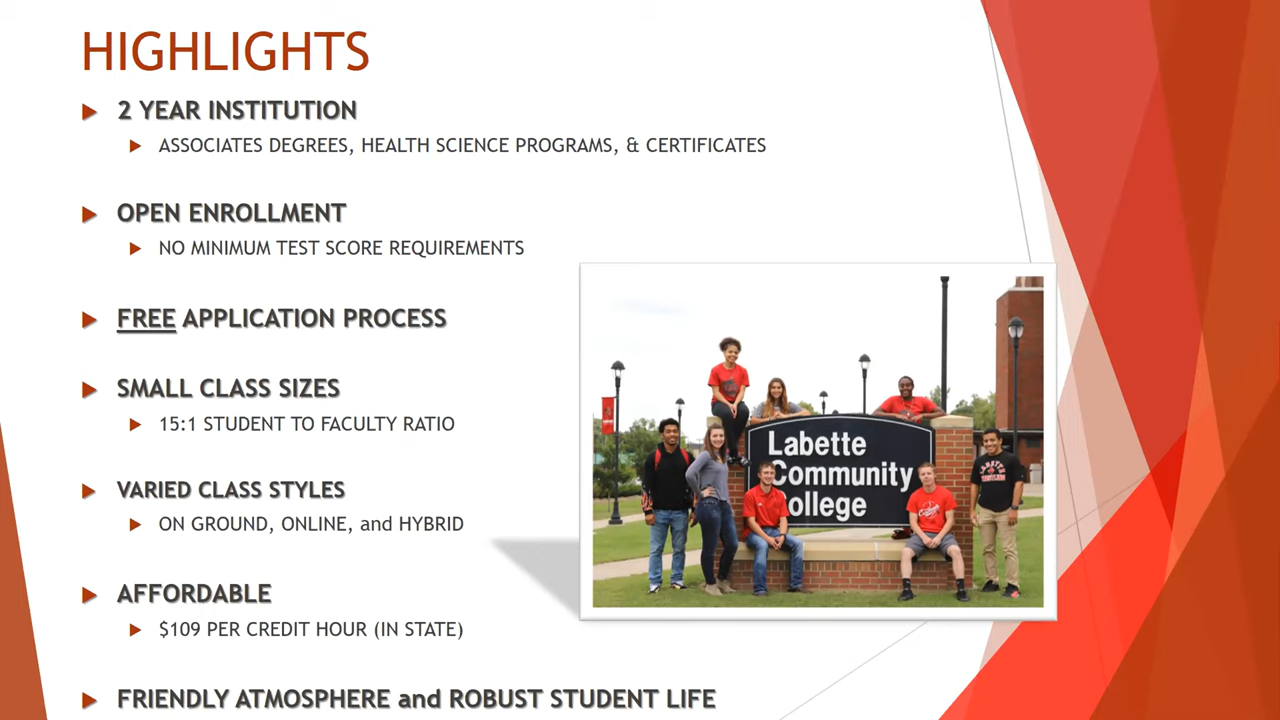 HIGHLIGHTS
2 YEAR INSTITUTION
ASSOCIATES DEGREES, HEALTH SCIENCE PROGRAMS, & CERTIFICATES
OPEN ENROLLMENT
NO MINIMUM TEST SCORE REQUIREMENTS
FREE APPLICATION PROCESS
SMALL CLASS SIZES
15:1 STUDENT TO FACULTY RATIO
VARIED CLASS STYLES
ON GROUND, ONLINE, and HYBRID
AFFORDABLE
$109 PER CREDIT HOUR (IN STATE)
FRIENDLY ATMOSPHERE and ROBUST STUDENT LIFE
Labette
Community
College